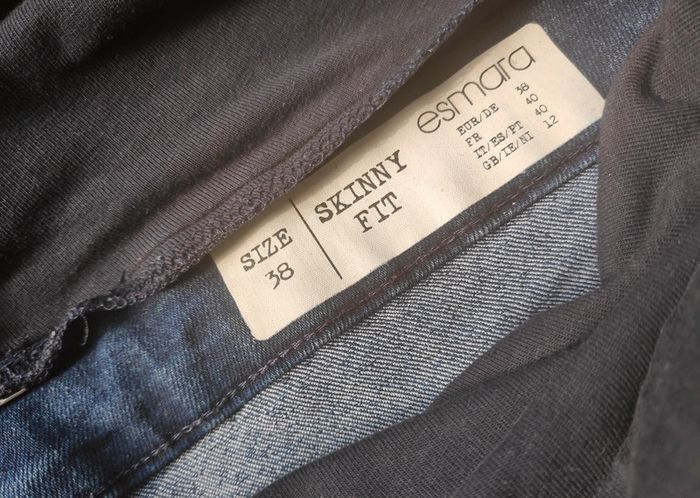 SIZE
38
SKINNY
FIT
esmara
EUR/DE 38
FR 40
IT/ES/PT 40
GB/IE/NI 12